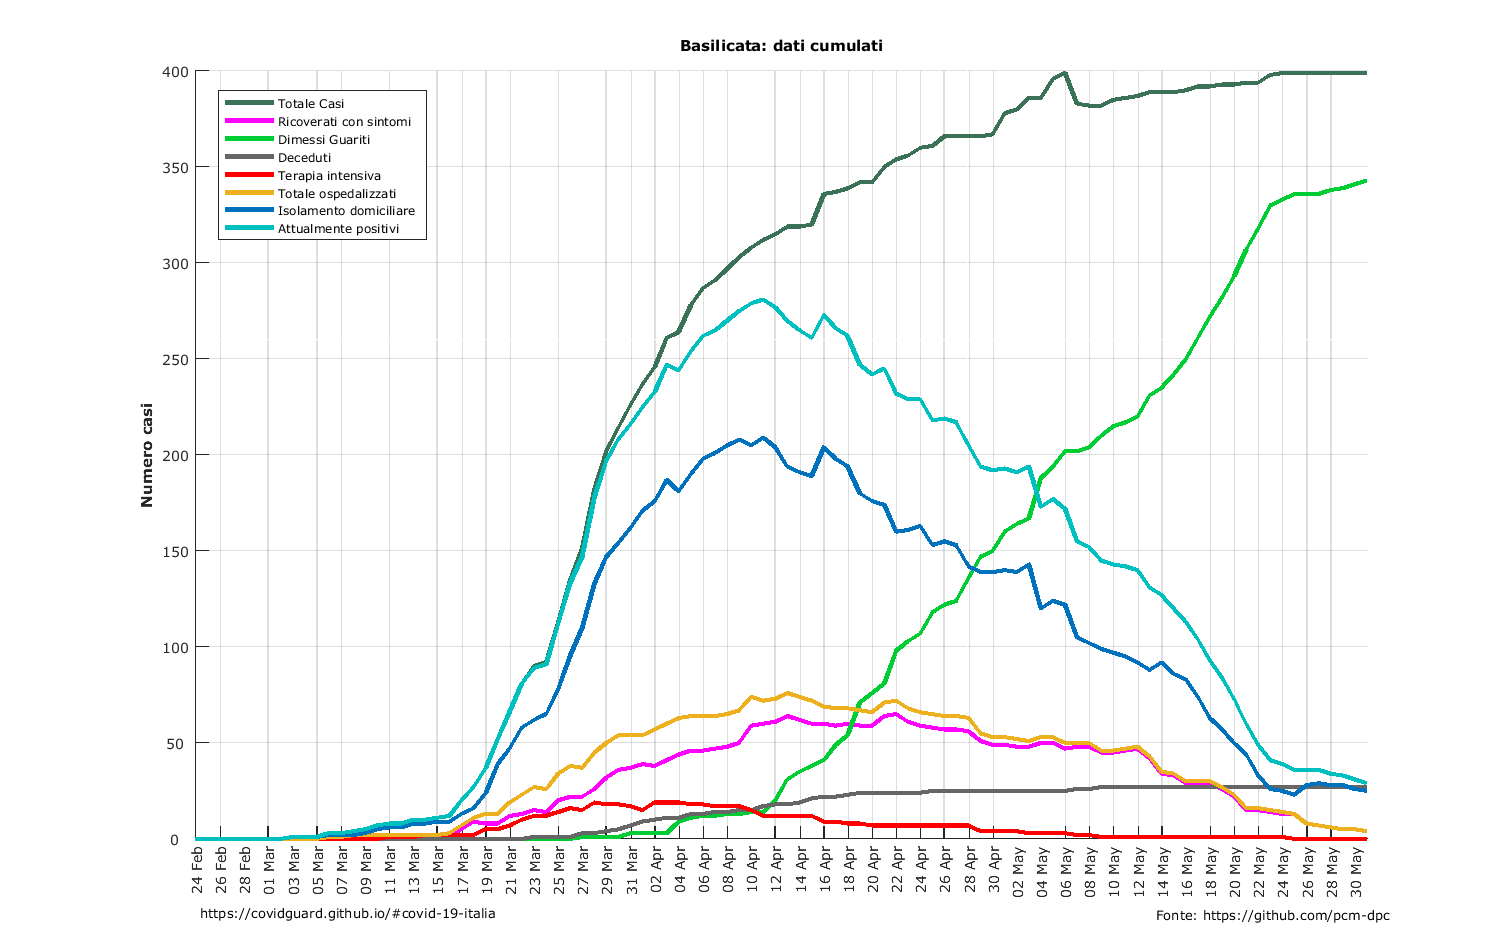 Basilicata: dati cumulati
400
350
300
250
200
150
100
50
0
Numero casi
Totale Casi
Ricoverati con sintomi
Dimessi Guariti
Deceduti
Terapia intensiva
Totale ospedalizzati
Isolamento domiciliare
Attualmente positivi
24 Feb
26 Feb
28 Feb
01 Mar
03 Mar
05 Mar
07 Mar
09 Mar
11 Mar
13 Mar
15 Mar
17 Mar
19 Mar
21 Mar
23 Mar
25 Mar
27 Mar
29 Mar
31 Mar
02 Apr
04 Apr
06 Apr
08 Apr
10 Apr
12 Apr
14 Apr
16 Apr
18 Apr
20 Apr
22 Apr
24 Apr
26 Apr
28 Apr
30 Apr
02 May
04 May
06 May
08 May
10 May
12 May
14 May
16 May
18 May
20 May
22 May
24 May
26 May
28 May
30 May
https://covidguard.github.io/#covid-19-italia
Fonte: https://github.com/pcm-dpc